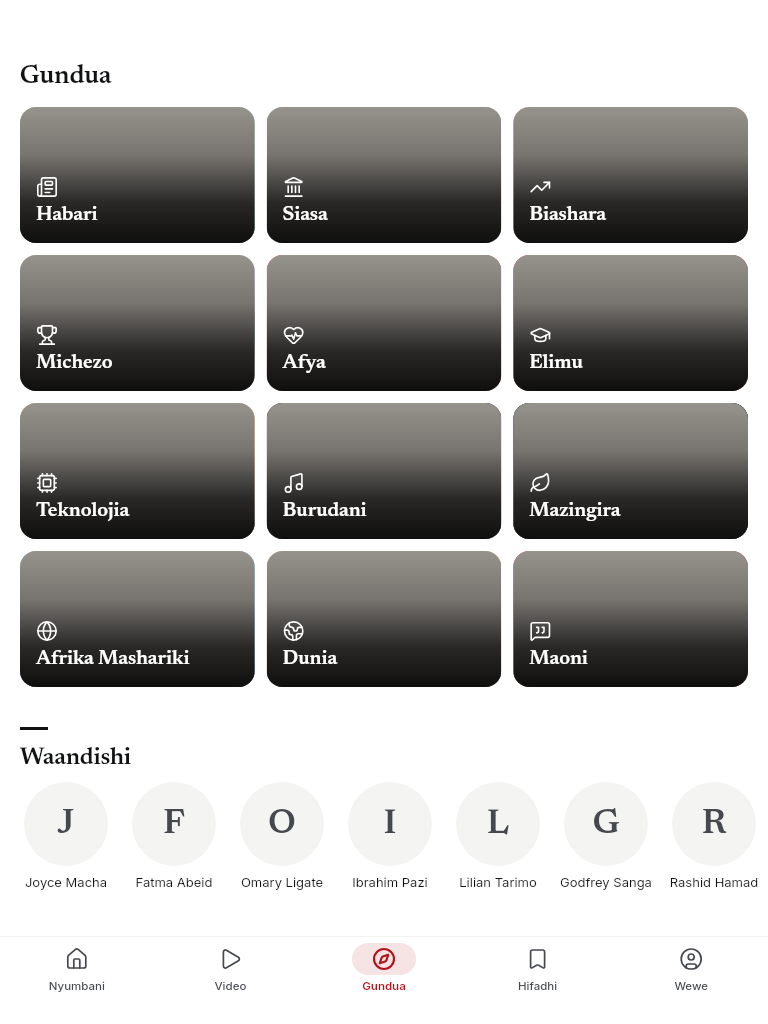 Gundua
Habari
Siasa
Biashara
Michezo
Afya
Elimu
Teknolojia
Burudani
Mazingira
Afrika Mashariki
Dunia
Maoni
Waandishi
J
F
O
I
L
G
R
Joyce Macha
Fatma Abeid
Omary Ligate
Ibrahim Pazi
Lilian Tarimo
Godfrey Sanga
Rashid Hamad
Nyumbani
Video
Gundua
Hifadhi
Wewe